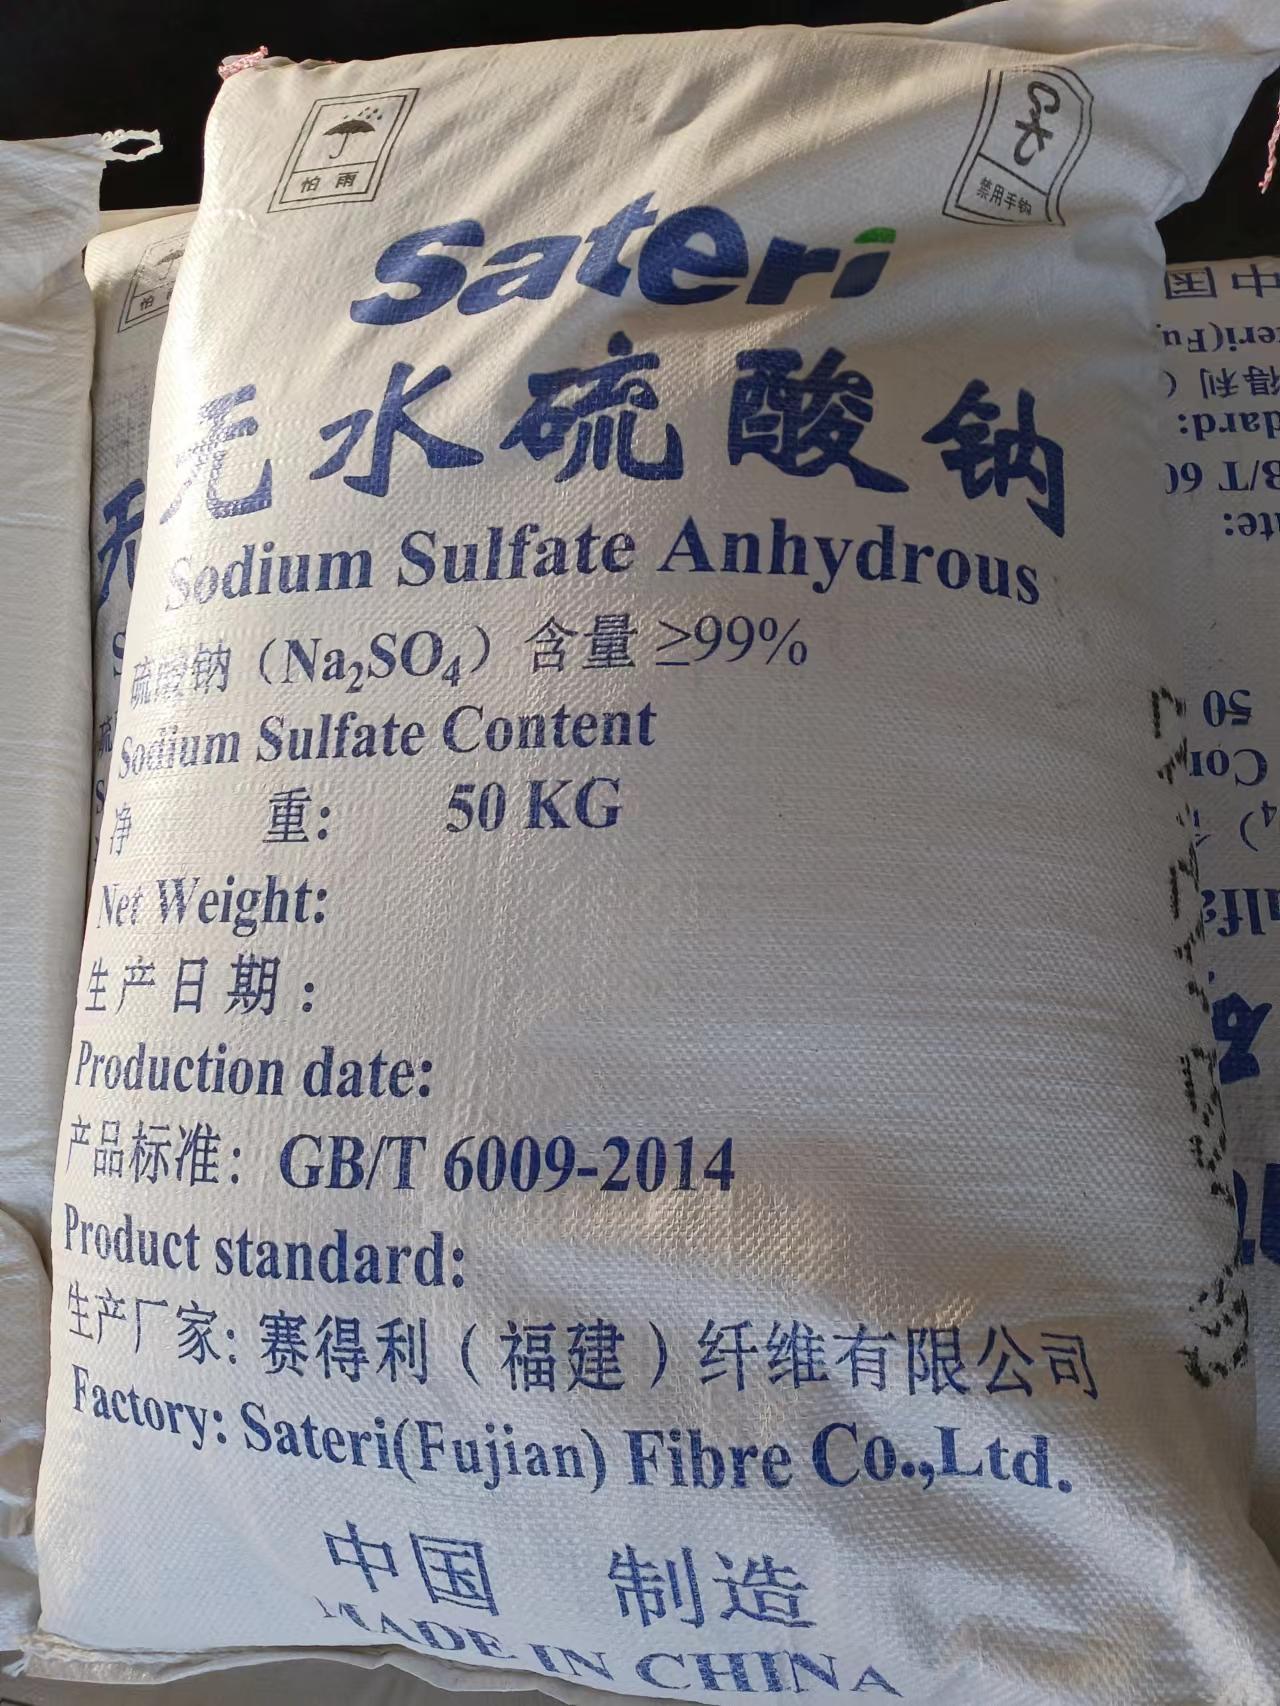 怕雨
禁用手钩
sateri
无水硫酸钠
Sodium Sulfate Anhydrous
硫酸钠（Na₂SO₄）含量 ≥99%
Sodium Sulfate Content
净 重: 50 KG
Net Weight:
生产日期:
Production date:
产品标准: GB/T 6009-2014
Product standard:
生产厂家: 赛得利（福建）纤维有限公司
Factory: Sateri(Fujian) Fibre Co.,Ltd.
中国 制造
MADE IN CHINA